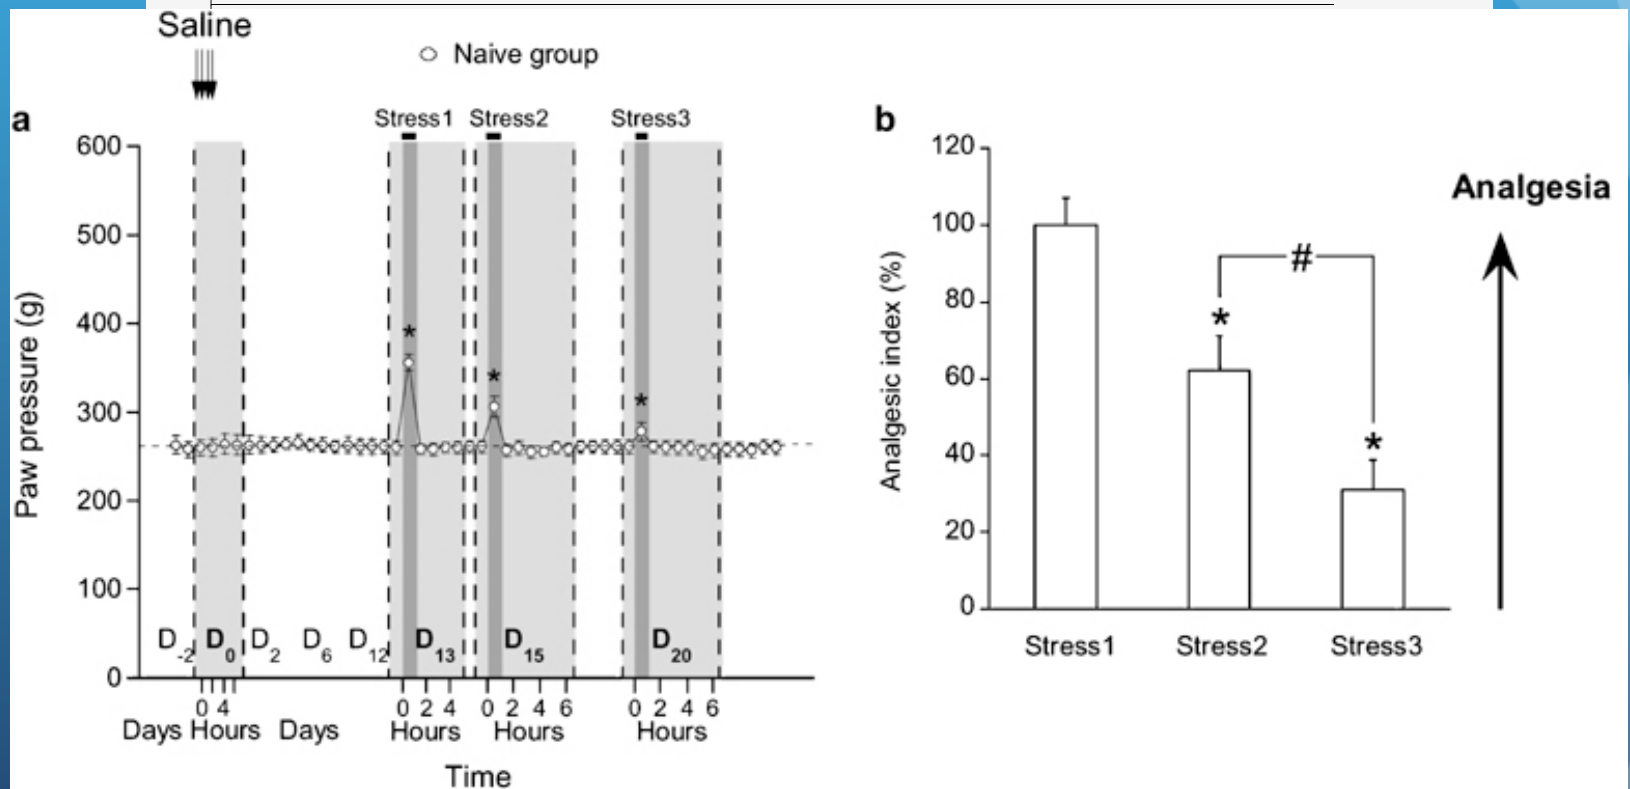 Saline
Naive group
a
Stress1 Stress2 Stress3
600
500
400
300
200
100
0
Paw pressure (g)
* * *
D-2 D0 D2 D6 D12 D13 D15 D20
0 4 0 2 4 0 2 4 6 0 2 4 6
Days Hours Days Hours Hours Hours
Time
b
120
100
80
60
40
20
0
Analgesic index (%)
#
* *
Stress1 Stress2 Stress3
Analgesia